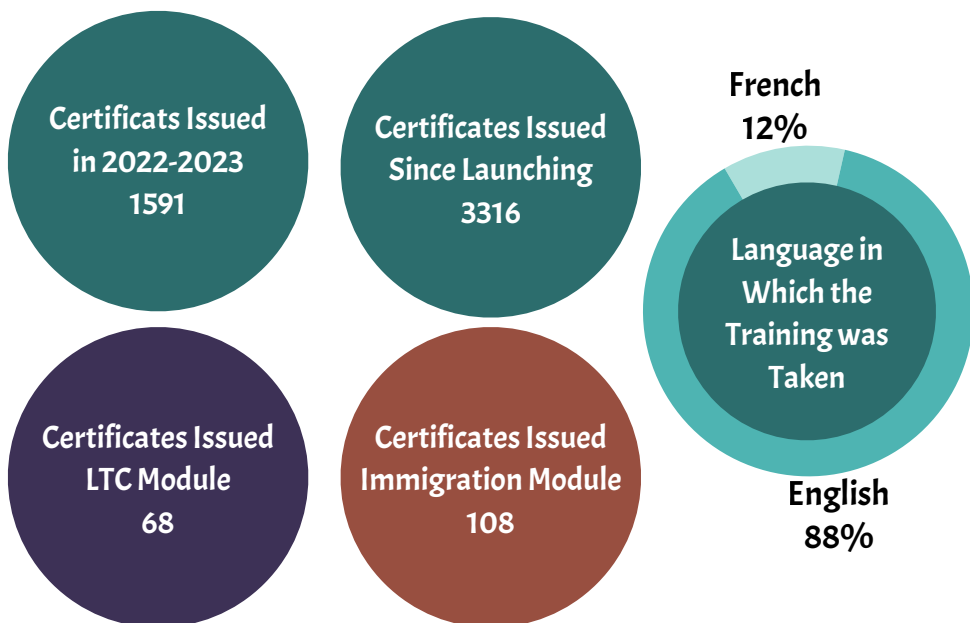 Certificats Issued
in 2022-2023
1591
Certificates Issued
Since Launching
3316
French
12%
Language in
Which the
Training was
Taken
English
88%
Certificates Issued
LTC Module
68
Certificates Issued
Immigration Module
108